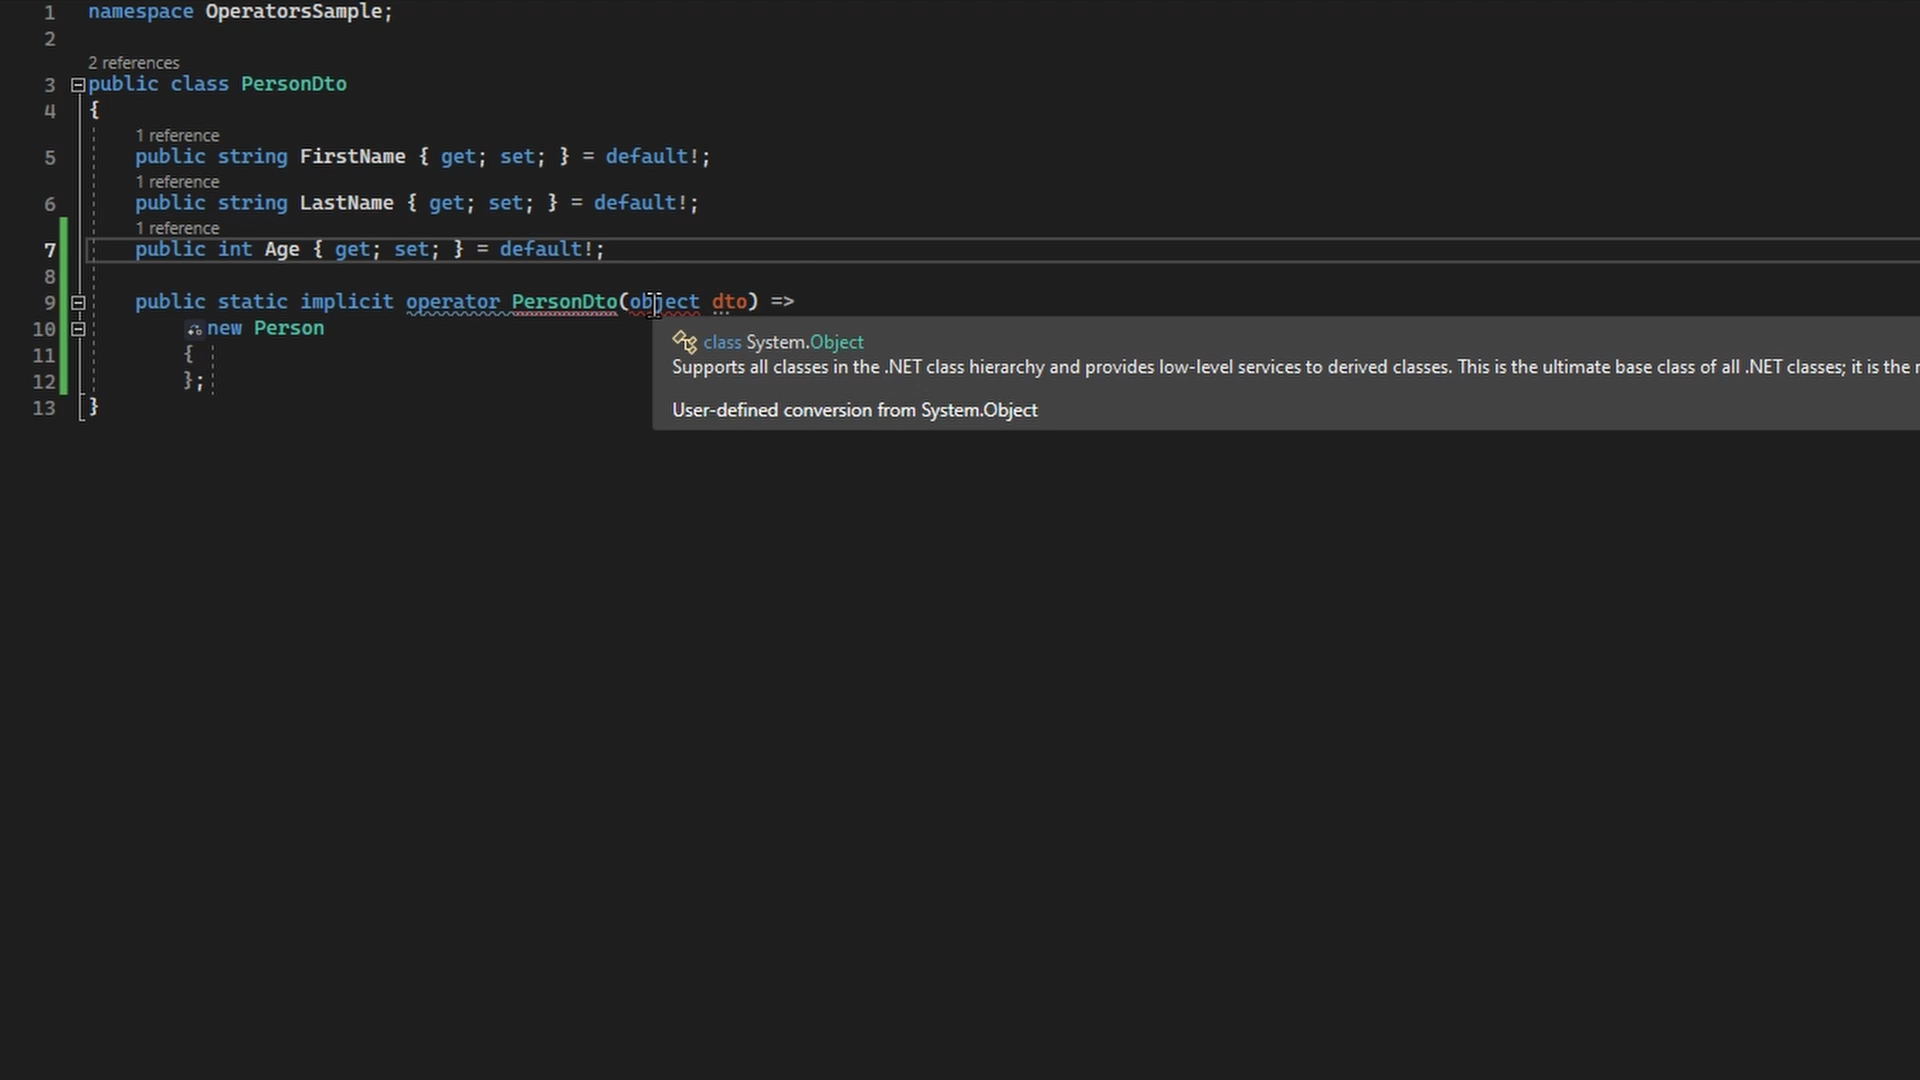 1 namespace OperatorsSample;
2
2 references
3 public class PersonDto
4 {
1 reference
5 public string FirstName { get; set; } = default!;
1 reference
6 public string LastName { get; set; } = default!;
1 reference
7 public int Age { get; set; } = default!;
8
9 public static implicit operator PersonDto(object dto) =>
10 new Person
class System.Object
11 {
Supports all classes in the .NET class hierarchy and provides low-level services to derived classes. This is the ultimate base class of all .NET classes; it is the
12 };
13 }
User-defined conversion from System.Object